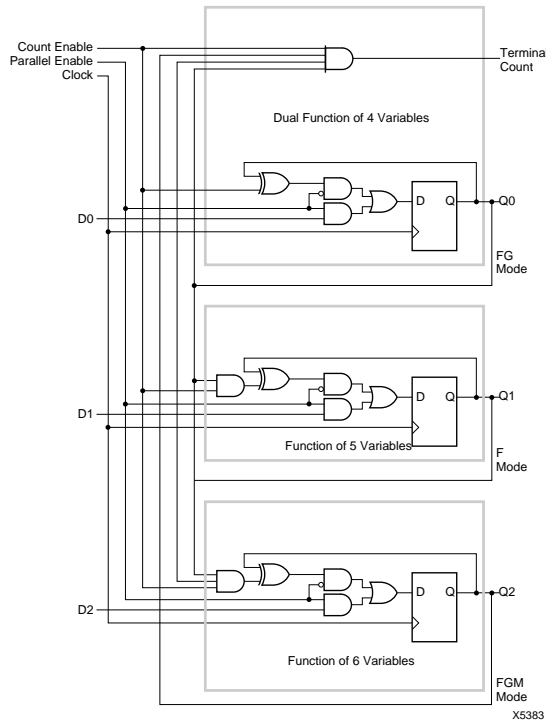 Count Enable
Parallel Enable
Clock
Termina
Count
Dual Function of 4 Variables
D0
D Q
Q0
FG
Mode
D1
D Q
Q1
Function of 5 Variables
F
Mode
D2
D Q
Q2
Function of 6 Variables
FGM
Mode
X5383